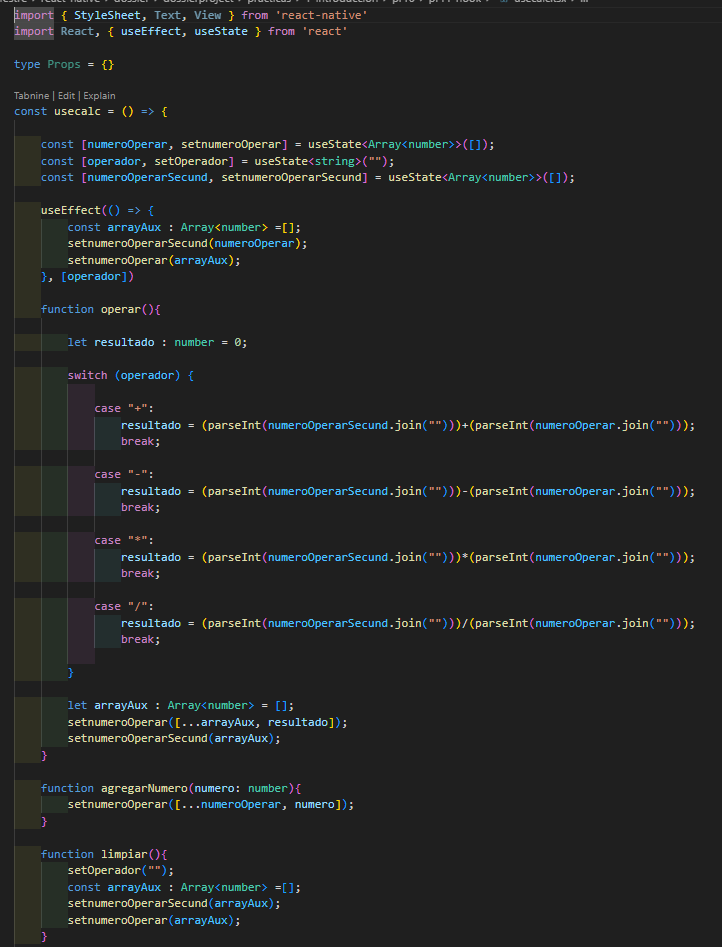 import { StyleSheet, Text, View } from 'react-native'
import React, { useEffect, useState } from 'react'
type Props = {}
Tabnine | Edit | Explain
const usecalc = () => {
const [numeroOperar, setnumeroOperar] = useState<Array<number>>([]);
const [operador, setOperador] = useState<string>("");
const [numeroOperarSecund, setnumeroOperarSecund] = useState<Array<number>>([]);
useEffect(() => {
const arrayAux : Array<number> =[];
setnumeroOperarSecund(numeroOperar);
setnumeroOperar(arrayAux);
}, [operador])
function operar(){
let resultado : number = 0;
switch (operador) {
case "+":
resultado = (parseInt(numeroOperarSecund.join("")))+(parseInt(numeroOperar.join("")));
break;
case "-":
resultado = (parseInt(numeroOperarSecund.join("")))-(parseInt(numeroOperar.join("")));
break;
case "*":
resultado = (parseInt(numeroOperarSecund.join("")))*(parseInt(numeroOperar.join("")));
break;
case "/":
resultado = (parseInt(numeroOperarSecund.join("")))/(parseInt(numeroOperar.join("")));
break;
}
let arrayAux : Array<number> = [];
setnumeroOperar([...arrayAux, resultado]);
setnumeroOperarSecund(arrayAux);
}
function agregarNumero(numero: number){
setnumeroOperar([...numeroOperar, numero]);
}
function limpiar(){
setOperador("");
const arrayAux : Array<number> =[];
setnumeroOperarSecund(arrayAux);
setnumeroOperar(arrayAux);
}